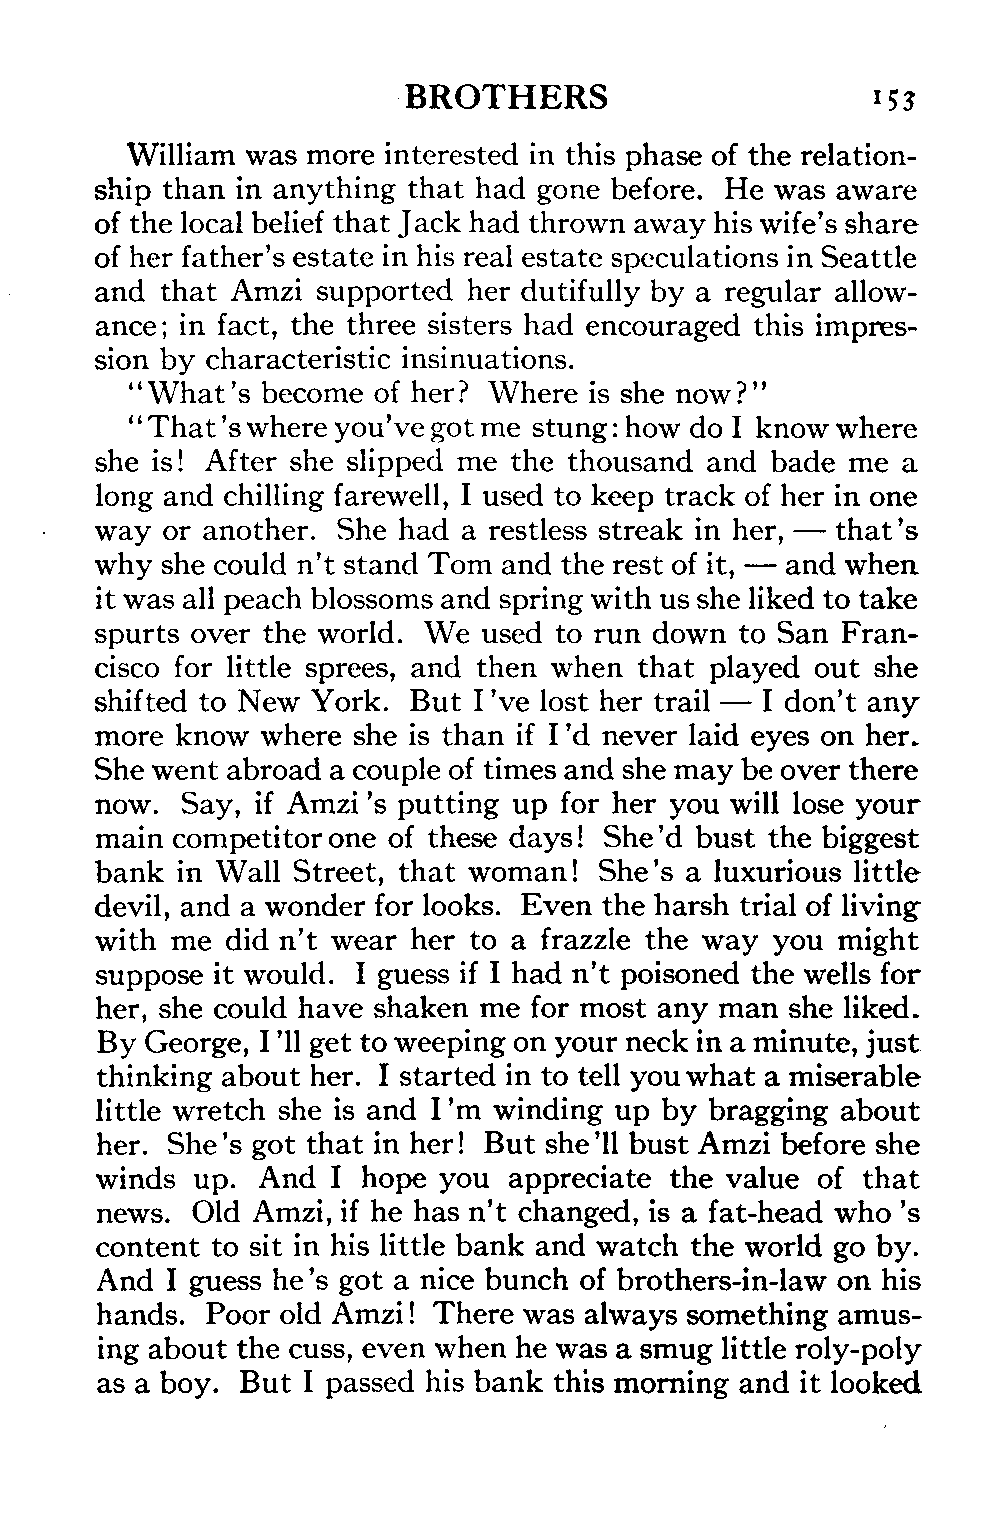 BROTHERS 153
William was more interested in this phase of the relation-
ship than in anything that had gone before. He was aware
of the local belief that Jack had thrown away his wife's share
of her father's estate in his real estate speculations in Seattle
and that Amzi supported her dutifully by a regular allow-
ance; in fact, the three sisters had encouraged this impres-
sion by characteristic insinuations.
"What's become of her? Where is she now?"
"That's where you've got me stung: how do I know where
she is! After she slipped me the thousand and bade me a
long and chilling farewell, I used to keep track of her in one
way or another. She had a restless streak in her, — that's
why she could n't stand Tom and the rest of it, — and when
it was all peach blossoms and spring with us she liked to take
spurts over the world. We used to run down to San Fran-
cisco for little sprees, and then when that played out she
shifted to New York. But I 've lost her trail — I don't any
more know where she is than if I 'd never laid eyes on her.
She went abroad a couple of times and she may be over there
now. Say, if Amzi 's putting up for her you will lose your
main competitor one of these days! She'd bust the biggest
bank in Wall Street, that woman! She's a luxurious little
devil, and a wonder for looks. Even the harsh trial of living
with me did n't wear her to a frazzle the way you might
suppose it would. I guess if I had n't poisoned the wells for
her, she could have shaken me for most any man she liked.
By George, I 'll get to weeping on your neck in a minute, just
thinking about her. I started in to tell you what a miserable
little wretch she is and I 'm winding up by bragging about
her. She's got that in her! But she'll bust Amzi before she
winds up. And I hope you appreciate the value of that
news. Old Amzi, if he has n't changed, is a fat-head who 's
content to sit in his little bank and watch the world go by.
And I guess he's got a nice bunch of brothers-in-law on his
hands. Poor old Amzi! There was always something amus-
ing about the cuss, even when he was a smug little roly-poly
as a boy. But I passed his bank this morning and it looked